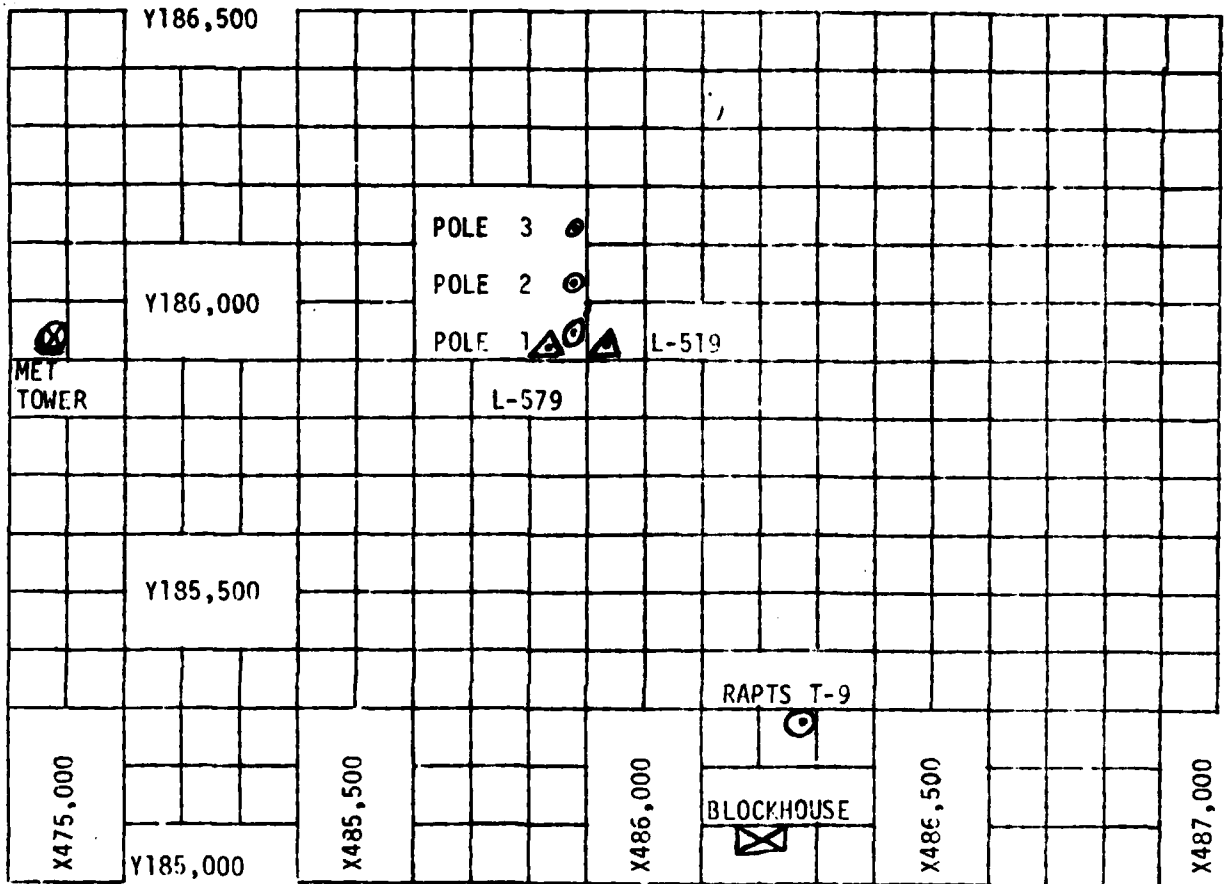 Y186,500
POLE 3
POLE 2
Y186,000
POLE 1
L-519
MET
TOWER
L-579
Y185,500
RAPTS T-9
X475,000
X485,500
X486,000
BLOCKHOUSE
X486,500
X487,000
Y185,000